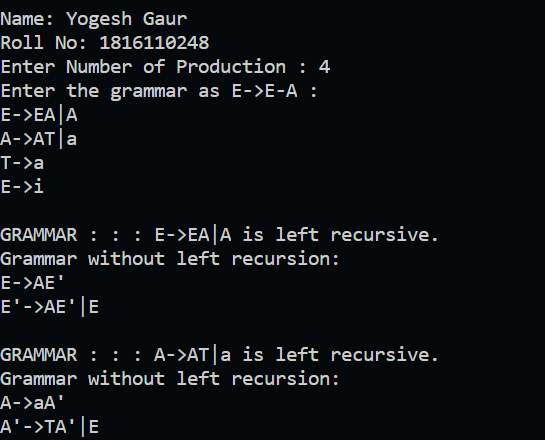 Name: Yogesh Gaur
Roll No: 1816110248
Enter Number of Production : 4
Enter the grammar as E->E-A :
E->EA|A
A->AT|a
T->a
E->i
GRAMMAR : : : E->EA|A is left recursive.
Grammar without left recursion:
E->AE'
E'->AE'|E
GRAMMAR : : : A->AT|a is left recursive.
Grammar without left recursion:
A->aA'
A'->TA'|E